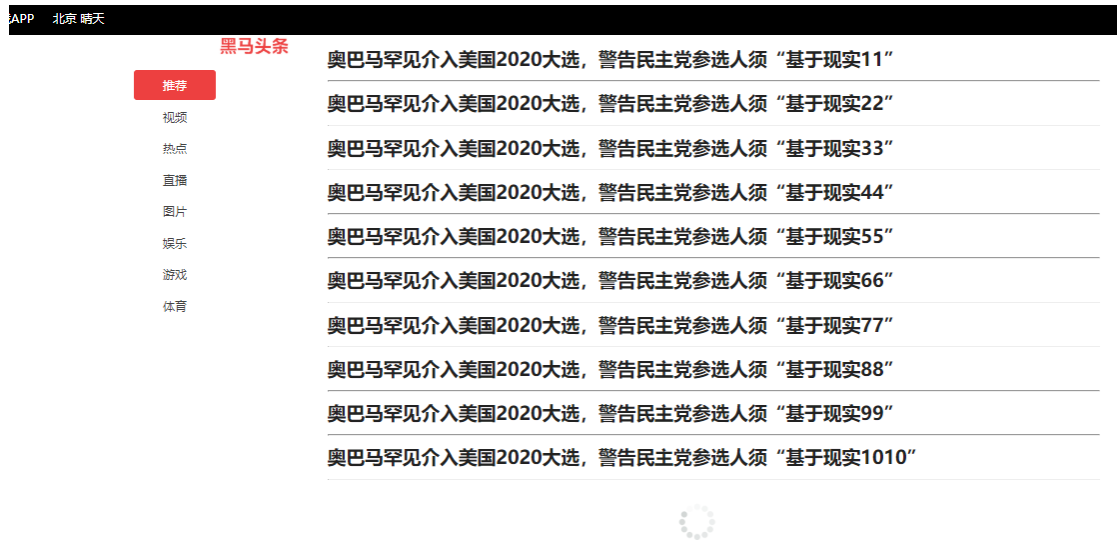 APP 北京 晴天
黑马头条
推荐
视频
热点
直播
图片
娱乐
游戏
体育
奥巴马罕见介入美国2020大选，警告民主党参选人须“基于现实11”
奥巴马罕见介入美国2020大选，警告民主党参选人须“基于现实22”
奥巴马罕见介入美国2020大选，警告民主党参选人须“基于现实33”
奥巴马罕见介入美国2020大选，警告民主党参选人须“基于现实44”
奥巴马罕见介入美国2020大选，警告民主党参选人须“基于现实55”
奥巴马罕见介入美国2020大选，警告民主党参选人须“基于现实66”
奥巴马罕见介入美国2020大选，警告民主党参选人须“基于现实77”
奥巴马罕见介入美国2020大选，警告民主党参选人须“基于现实88”
奥巴马罕见介入美国2020大选，警告民主党参选人须“基于现实99”
奥巴马罕见介入美国2020大选，警告民主党参选人须“基于现实1010”